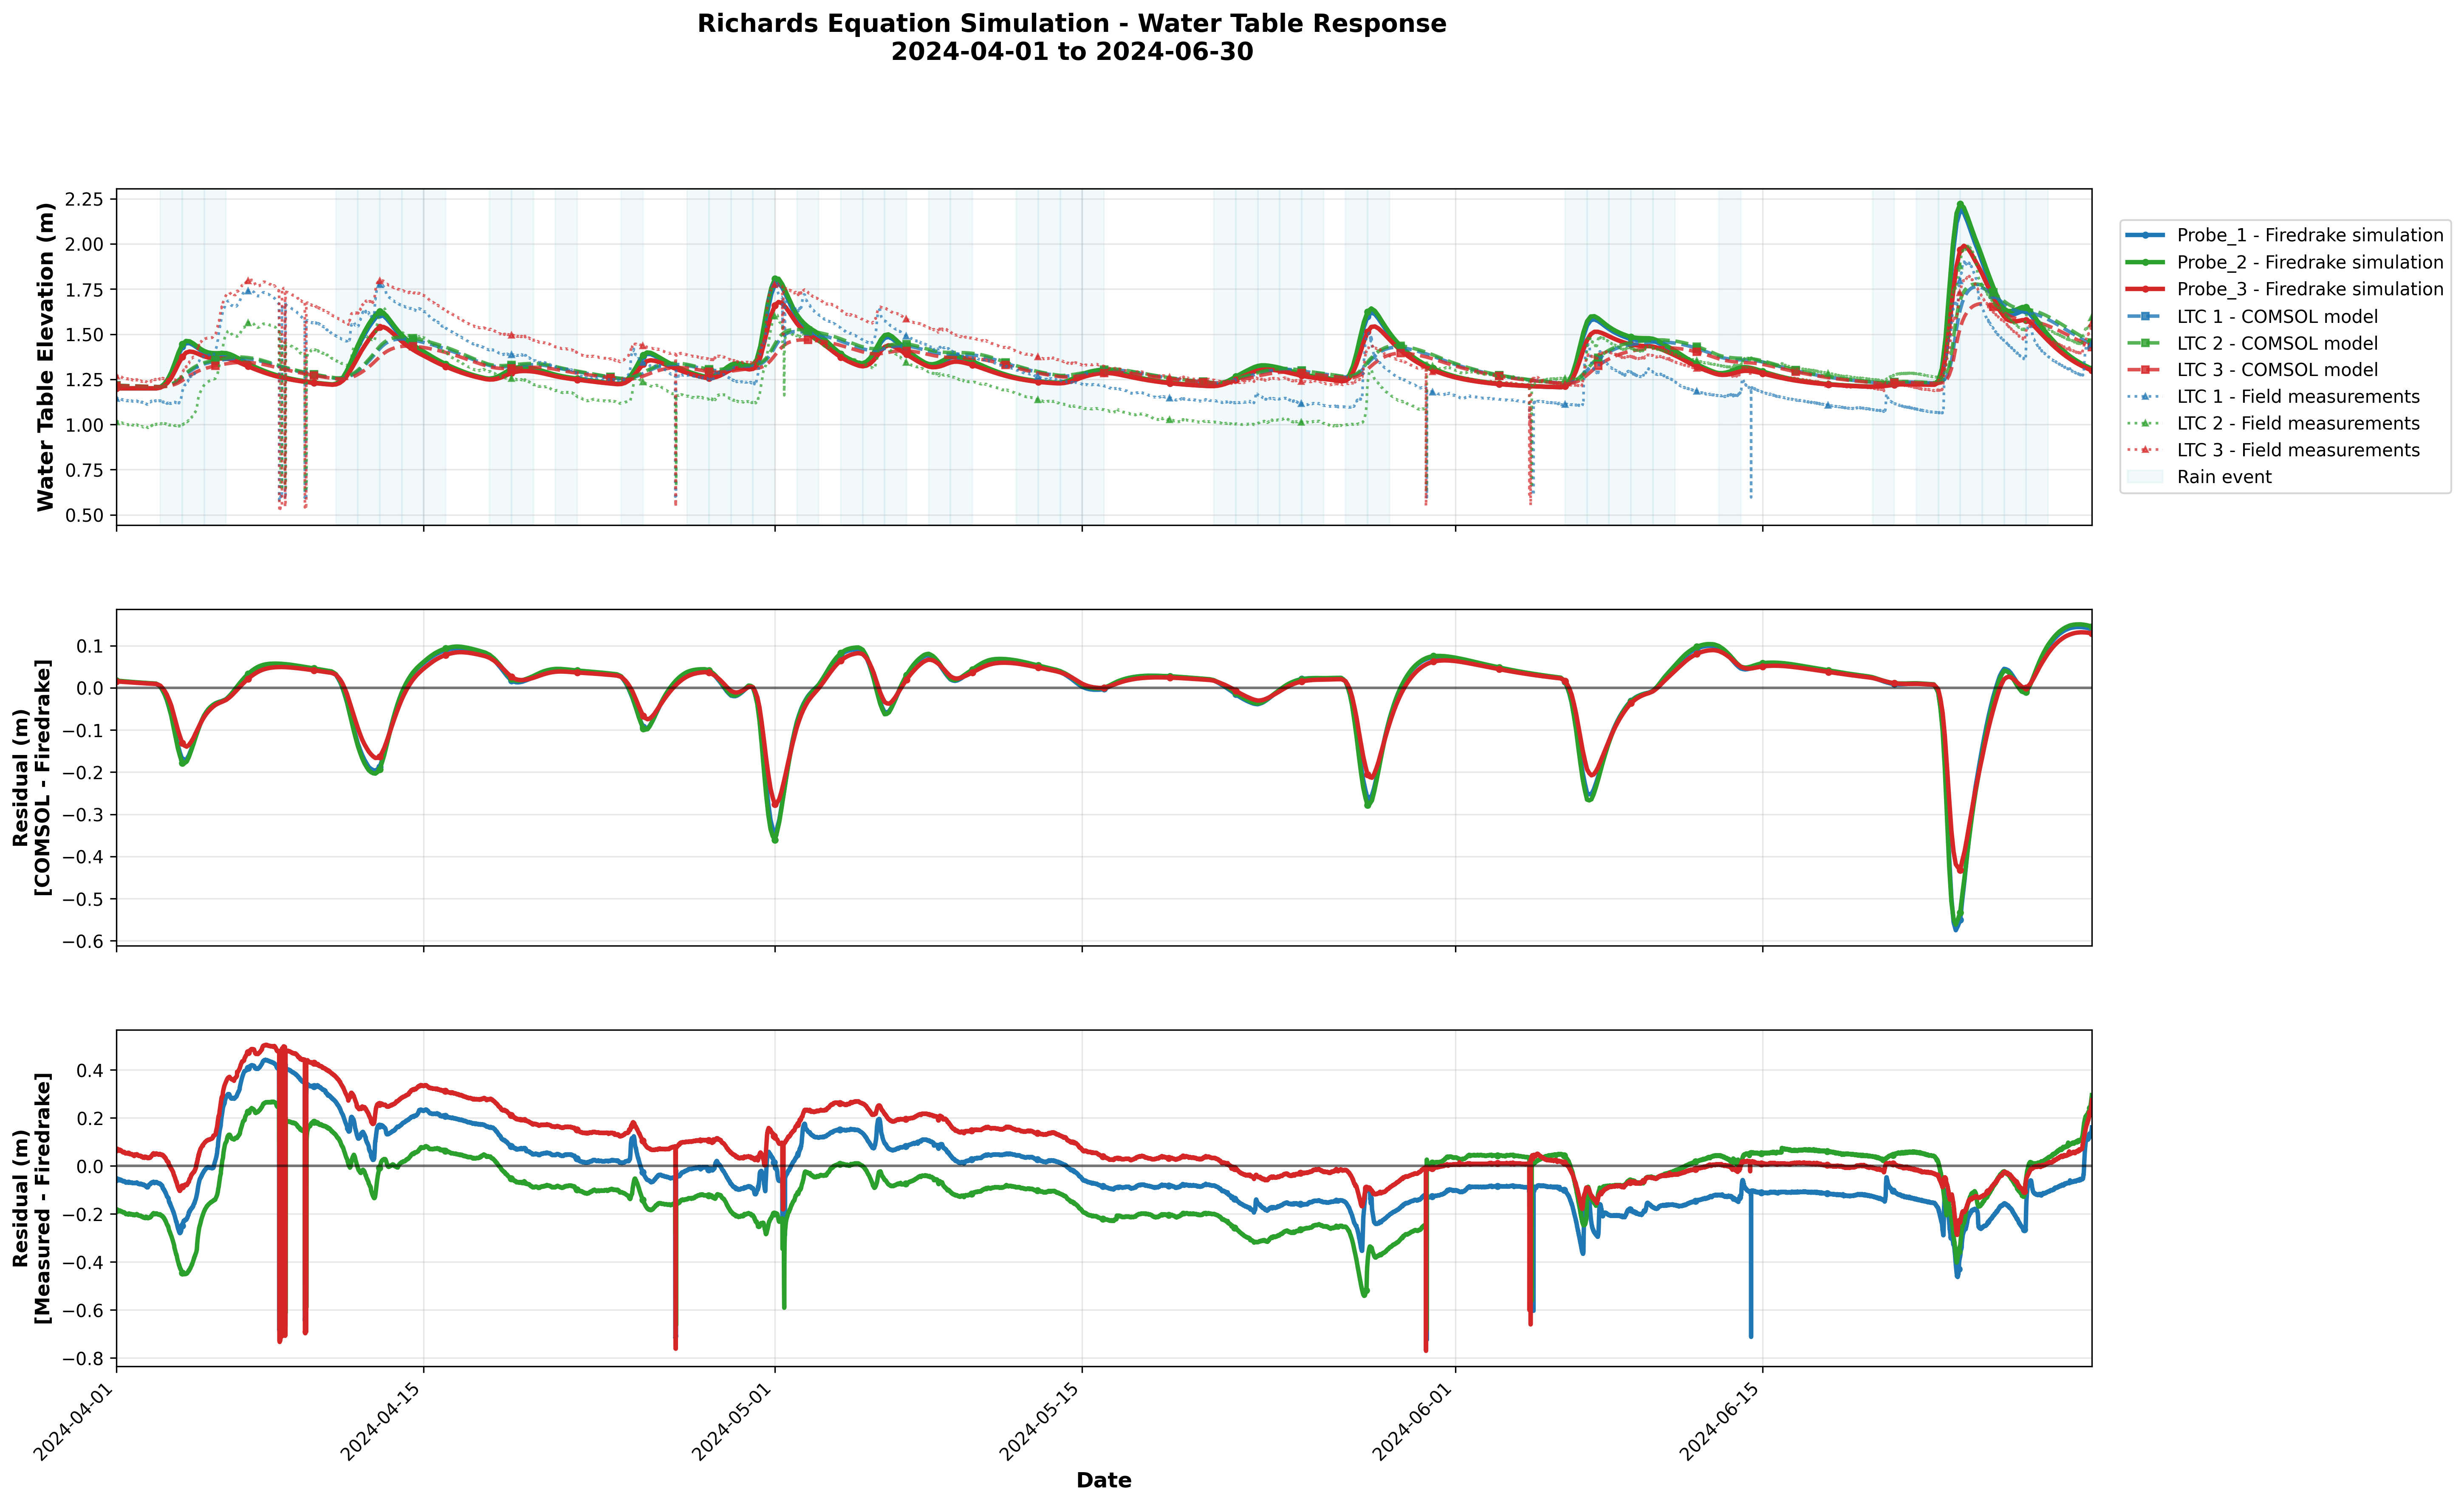 Richards Equation Simulation - Water Table Response
2024-04-01 to 2024-06-30
Water Table Elevation (m)
2.25
2.00
1.75
1.50
1.25
1.00
0.75
0.50
Probe_1 - Firedrake simulation
Probe_2 - Firedrake simulation
Probe_3 - Firedrake simulation
LTC 1 - COMSOL model
LTC 2 - COMSOL model
LTC 3 - COMSOL model
LTC 1 - Field measurements
LTC 2 - Field measurements
LTC 3 - Field measurements
Rain event
Residual (m)
[COMSOL - Firedrake]
0.1
0.0
−0.1
−0.2
−0.3
−0.4
−0.5
−0.6
Residual (m)
[Measured - Firedrake]
0.4
0.2
0.0
−0.2
−0.4
−0.6
−0.8
2024-04-01
2024-04-15
2024-05-01
2024-05-15
2024-06-01
2024-06-15
Date